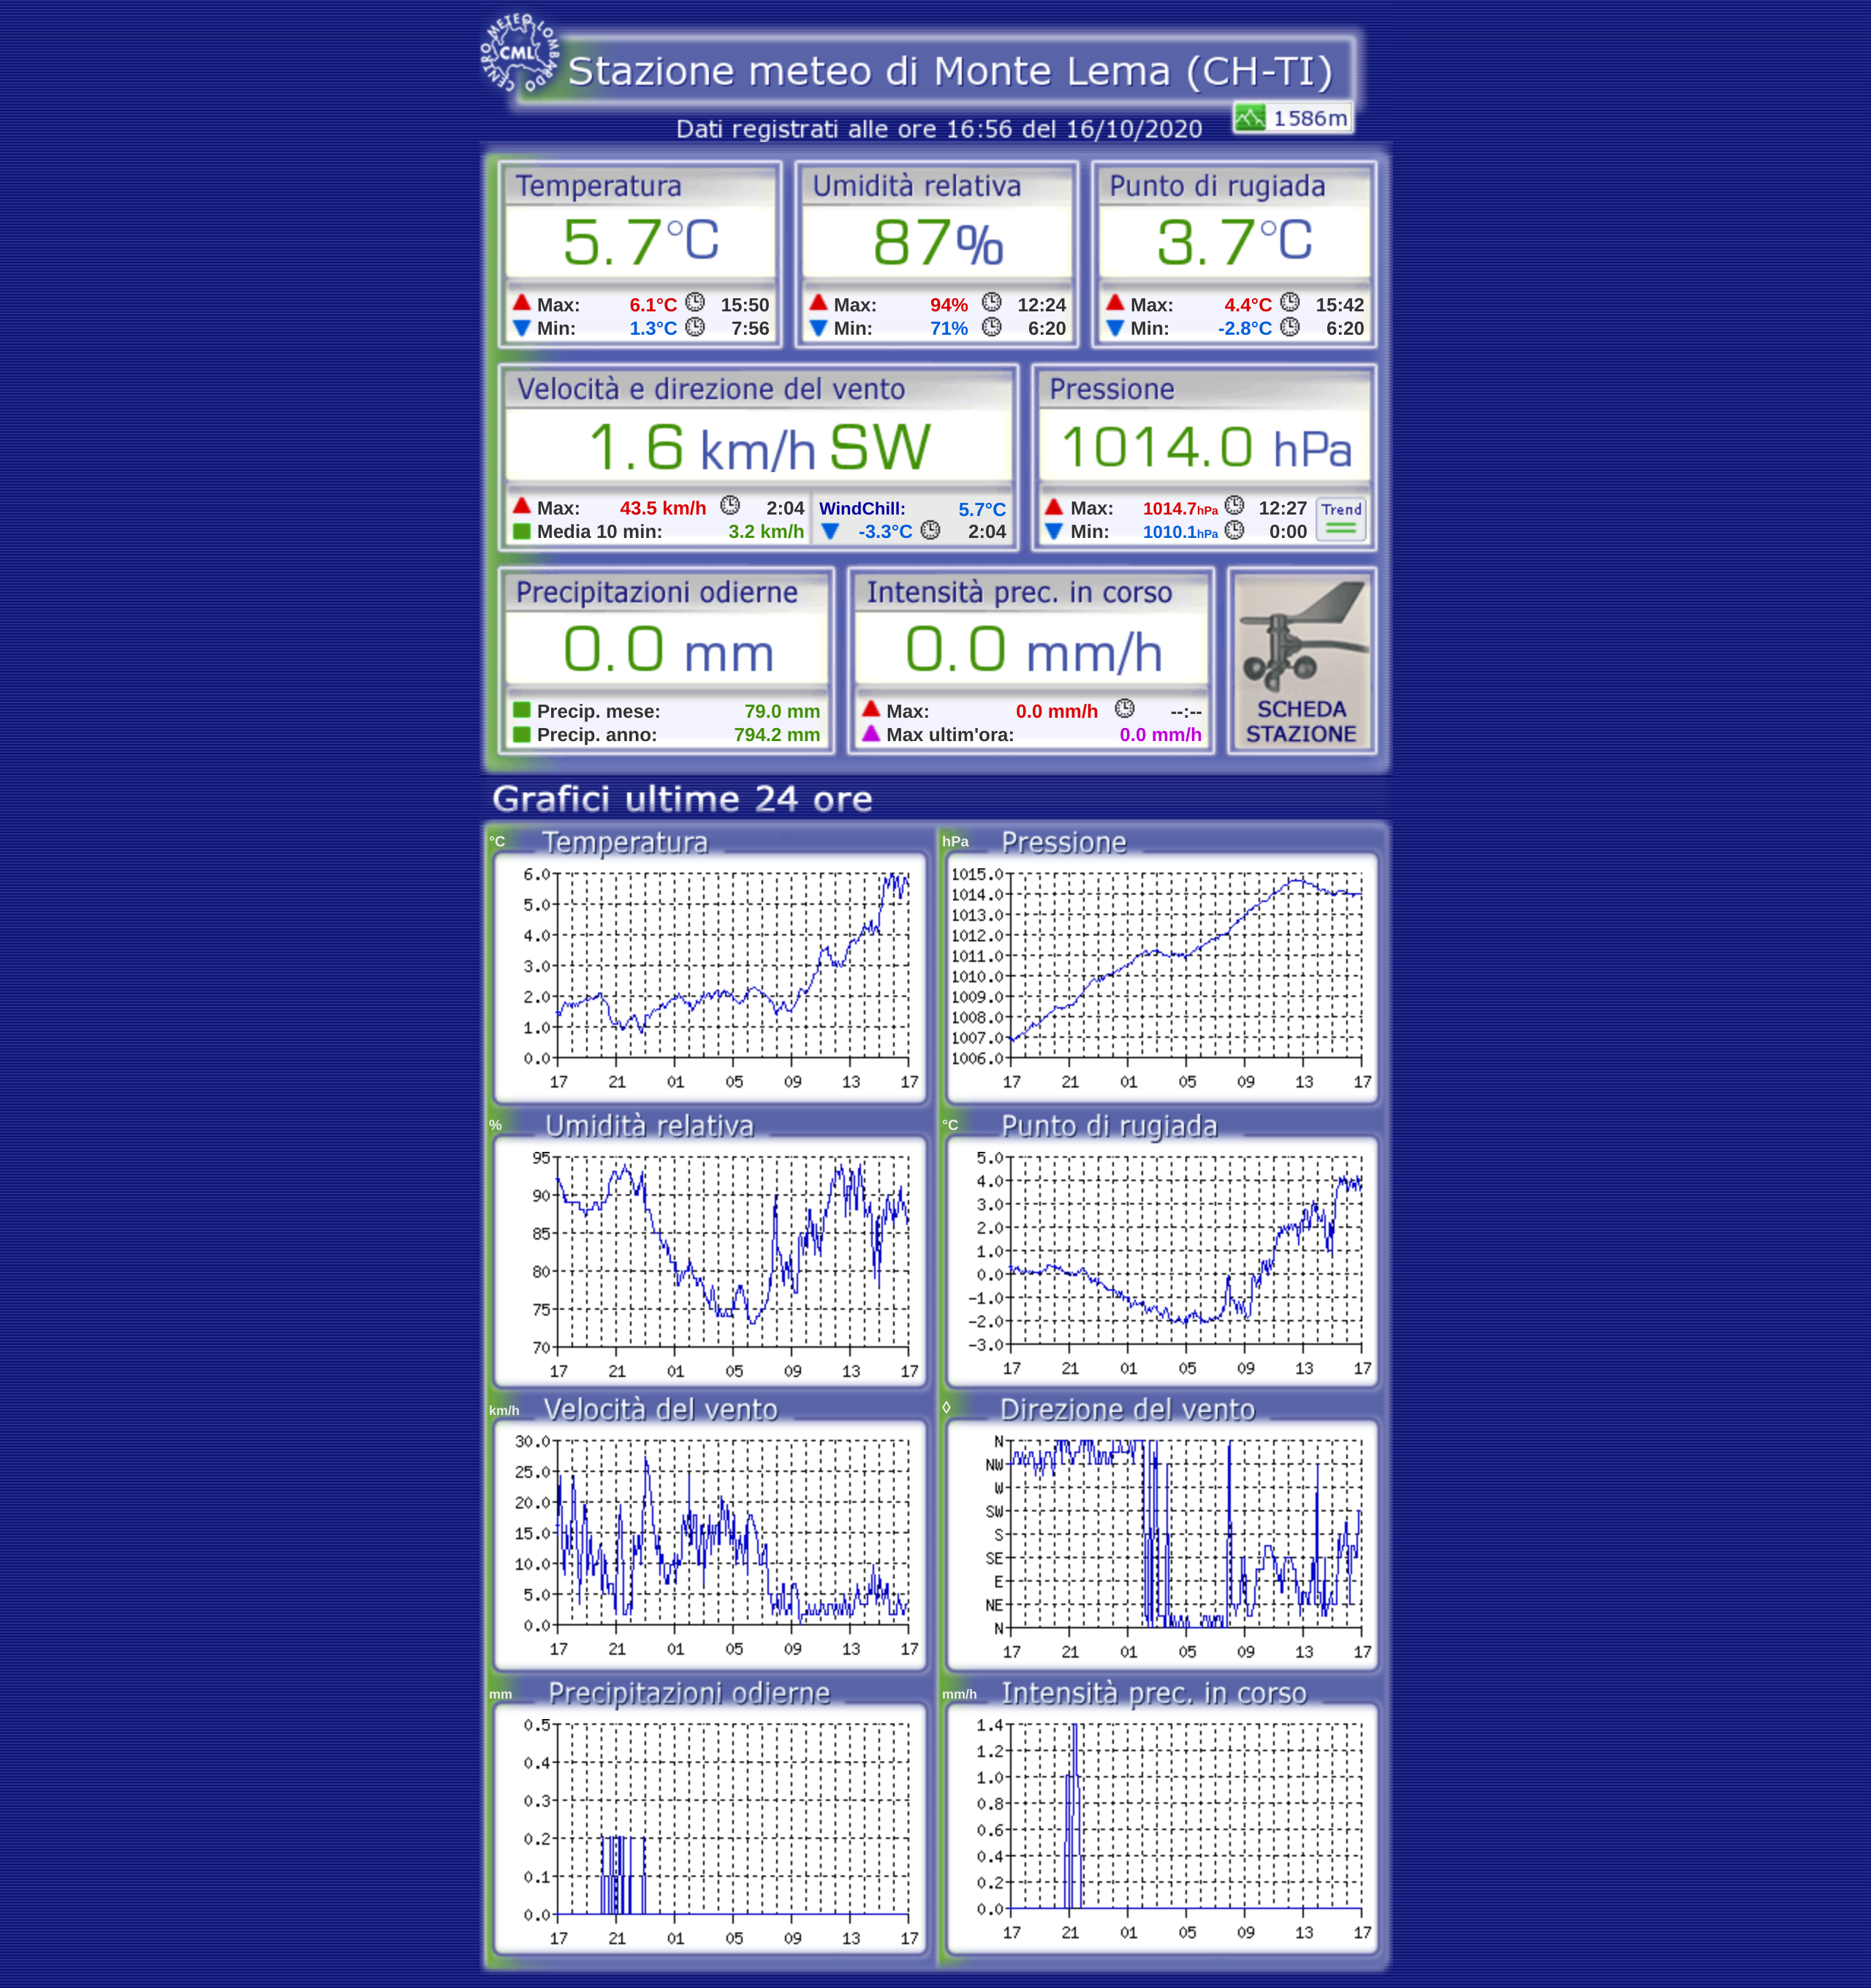 CENTRO METEO LOMBARDO
CML
Stazione meteo di Monte Lema (CH-TI)
1586m
Dati registrati alle ore 16:56 del 16/10/2020
Temperatura Umidità relativa Punto di rugiada
5.7°C 87% 3.7°C
Max: 6.1°C 15:50 Max: 94% 12:24 Max: 4.4°C 15:42
Min: 1.3°C 7:56 Min: 71% 6:20 Min: -2.8°C 6:20
Velocità e direzione del vento Pressione
1.6 km/h SW 1014.0 hPa
Max: 43.5 km/h 2:04 WindChill: 5.7°C Max: 1014.7hPa 12:27 Trend
Media 10 min: 3.2 km/h -3.3°C 2:04 Min: 1010.1hPa 0:00
Precipitazioni odierne Intensità prec. in corso
0.0 mm 0.0 mm/h
Precip. mese: 79.0 mm Max: 0.0 mm/h --:-- SCHEDA
Precip. anno: 794.2 mm Max ultim'ora: 0.0 mm/h STAZIONE
Grafici ultime 24 ore
°C Temperatura
6.0
5.0
4.0
3.0
2.0
1.0
0.0
17 21 01 05 09 13 17
hPa Pressione
1015.0
1014.0
1013.0
1012.0
1011.0
1010.0
1009.0
1008.0
1007.0
1006.0
17 21 01 05 09 13 17
% Umidità relativa
95
90
85
80
75
70
17 21 01 05 09 13 17
°C Punto di rugiada
5.0
4.0
3.0
2.0
1.0
0.0
-1.0
-2.0
-3.0
17 21 01 05 09 13 17
km/h Velocità del vento
30.0
25.0
20.0
15.0
10.0
5.0
0.0
17 21 01 05 09 13 17
◊ Direzione del vento
N
NW
W
SW
S
SE
E
NE
N
17 21 01 05 09 13 17
mm Precipitazioni odierne
0.5
0.4
0.3
0.2
0.1
0.0
17 21 01 05 09 13 17
mm/h Intensità prec. in corso
1.4
1.2
1.0
0.8
0.6
0.4
0.2
0.0
17 21 01 05 09 13 17